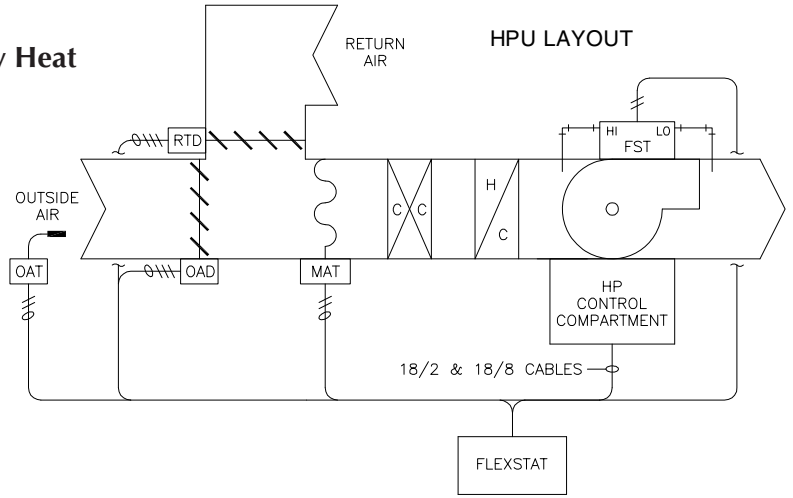 Heat
HPU LAYOUT
RETURN
AIR
RTD
HI
LO
FST
OUTSIDE
AIR
C C
H
C
OAT
OAD
MAT
HP
CONTROL
COMPARTMENT
18/2 & 18/8 CABLES
FLEXSTAT